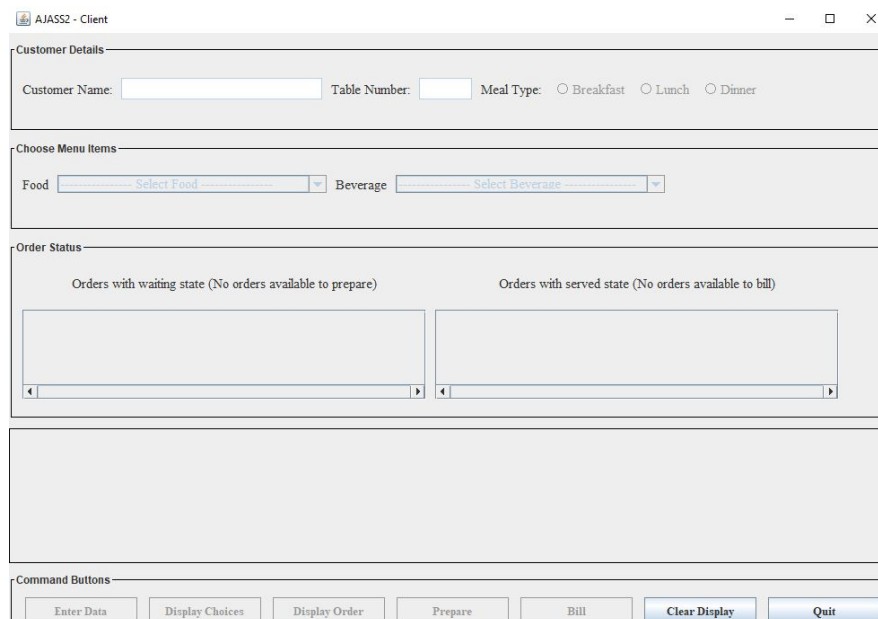 AJASS2 - Client
Customer Details
Customer Name: Table Number: Meal Type: Breakfast Lunch Dinner
Choose Menu Items
Food ---------------- Select Food ---------------- Beverage ---------------- Select Beverage ----------------
Order Status
Orders with waiting state (No orders available to prepare) Orders with served state (No orders available to bill)
Command Buttons
Enter Data Display Choices Display Order Prepare Bill Clear Display Quit